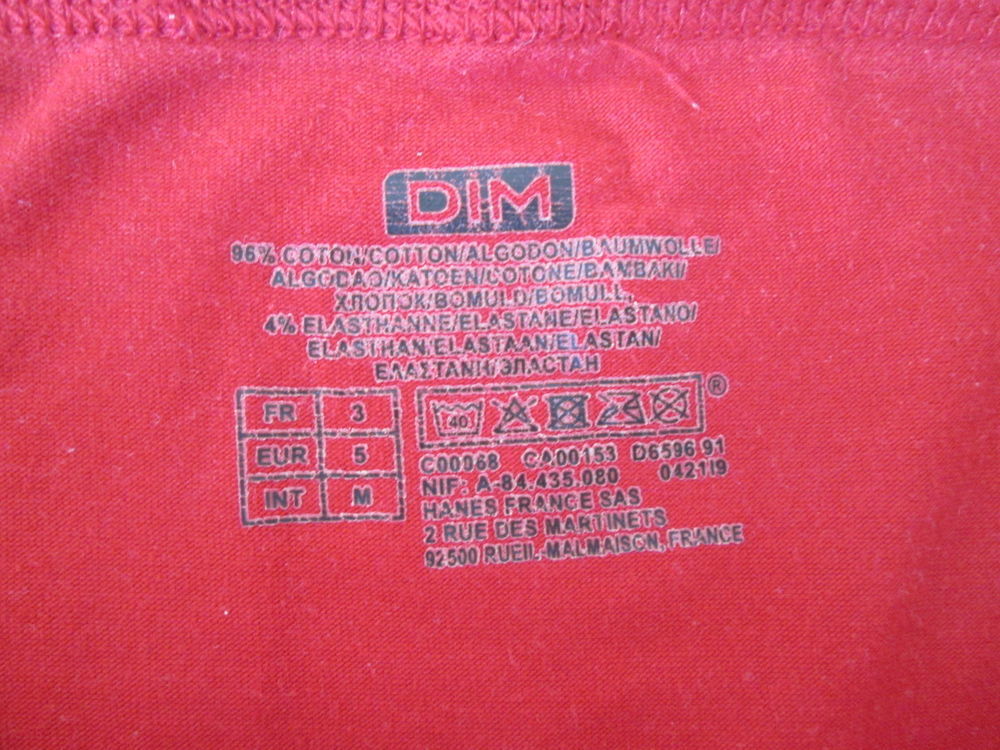 DIM
96% COTON/COTTON/ALGODON/BAUMWOLLE/
ALGODAO/KATOEN/COTONE/BAMBAKI/
ХЛОПОК/BOMULD/BOMULL,
4% ELASTHANNE/ELASTANE/ELASTANO/
ELASTHAN/ELASTAAN/ELASTAN/
ΕΛΑΣΤΑΝΗ/ЭЛАСТАН
FR 3
EUR 5
INT M
40
®
C00068 CA00153 D6596 91
NIF: A-84.435.080 0421/9
HANES FRANCE SAS
2 RUE DES MARTINETS
92500 RUEIL-MALMAISON, FRANCE